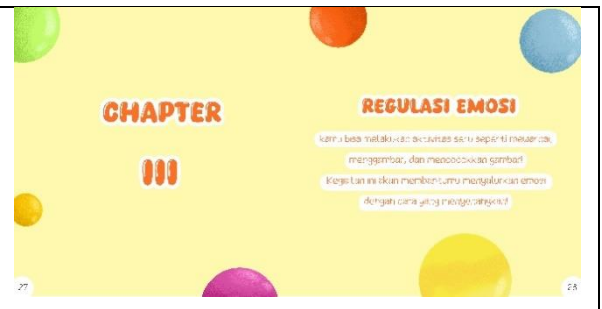 CHAPTER
III
27
REGULASI EMOSI
kamu bisa melakukan aktivitas seru seperti mewarnai,
menggambar, dan mencocokkan gambar!
Kegiatan ini akan membantumu menyalurkan emosi
dengan cara yang menyenangkan!
28